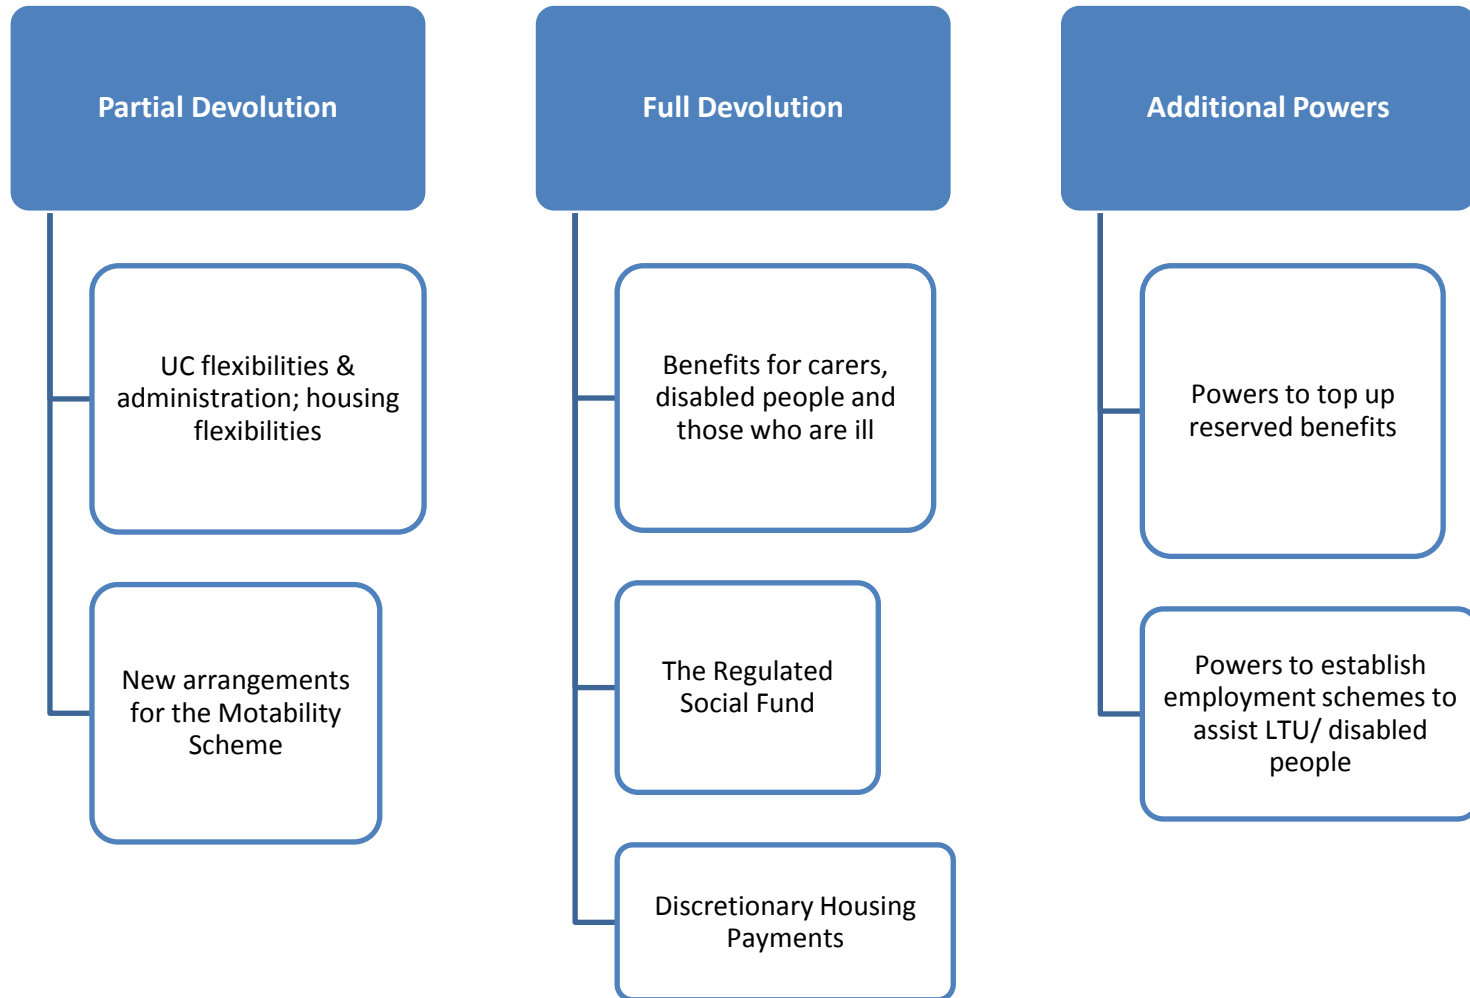 Partial Devolution
UC flexibilities &
administration; housing
flexibilities
New arrangements
for the Motability
Scheme
Full Devolution
Benefits for carers,
disabled people and
those who are ill
The Regulated
Social Fund
Discretionary Housing
Payments
Additional Powers
Powers to top up
reserved benefits
Powers to establish
employment schemes to
assist LTU/ disabled
people